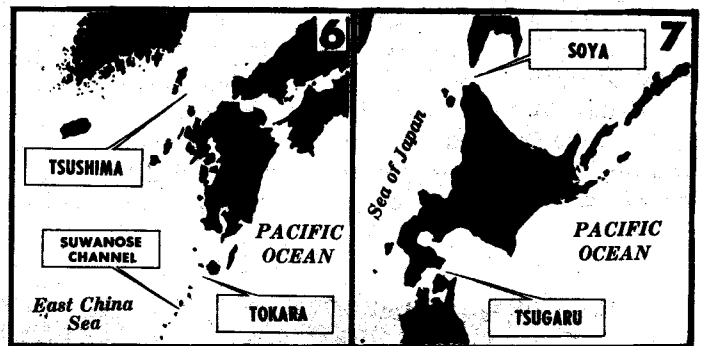 6
TSUSHIMA
SUWANOSE
CHANNEL
PACIFIC
OCEAN
East China
Sea
TOKARA
7
SOYA
Sea of Japan
PACIFIC
OCEAN
TSUGARU